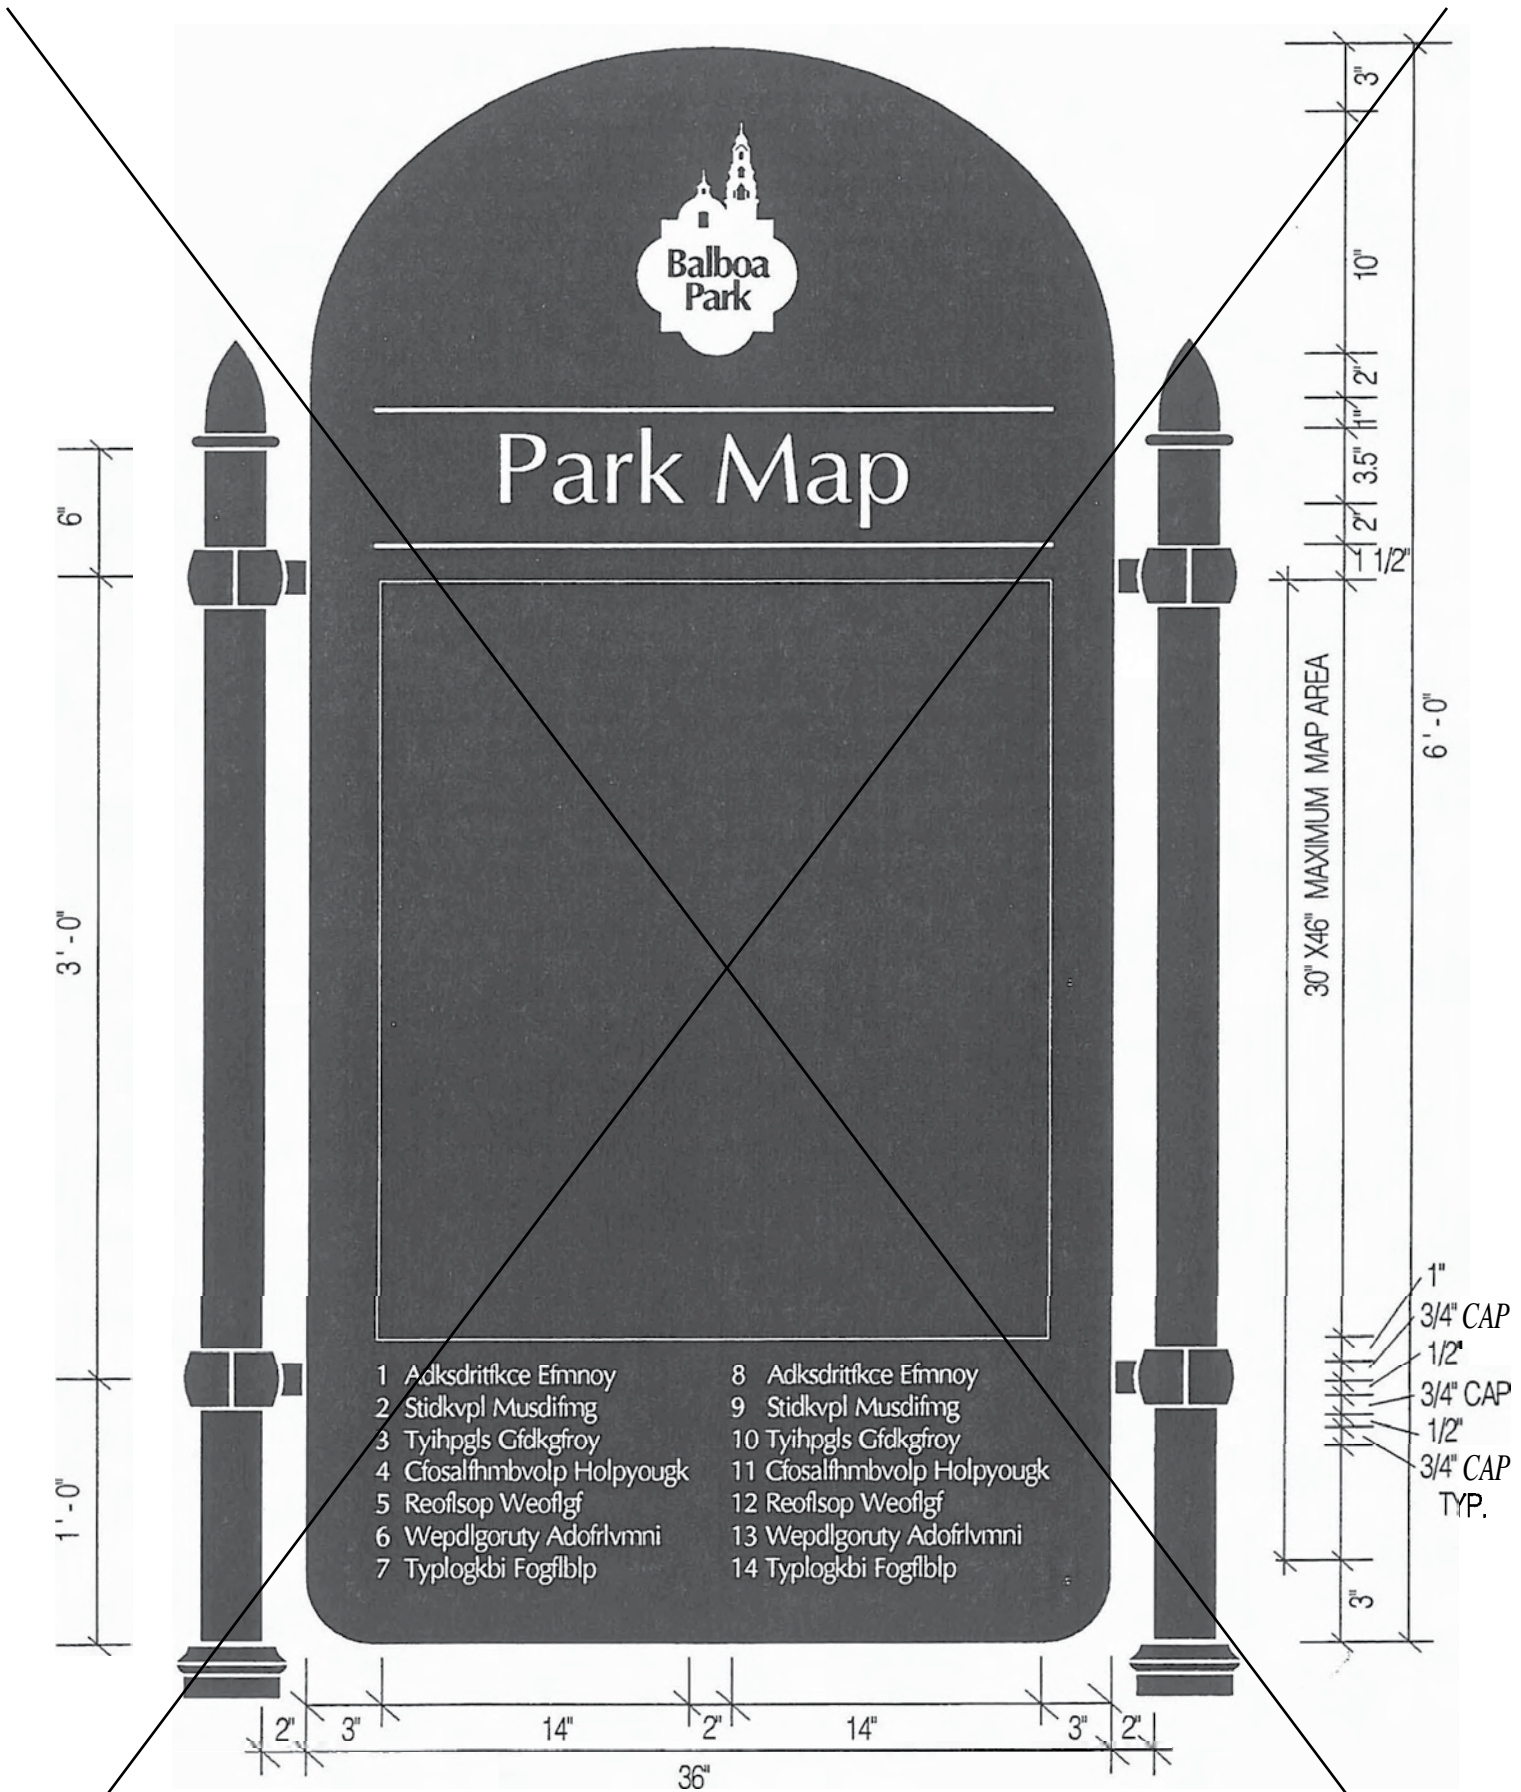 Balboa
Park
Park Map
1 Adksdritfkce Efmnoy
2 Stidkvpl Musdifmg
3 Tyihpgls Gfdkgfroy
4 Cfosalfhmbvolp Holpyougk
5 Reoflsop Weoflgf
6 Wepdlgoruty Adofrlvmni
7 Typlogkbi Fogflblp
8 Adksdritfkce Efmnoy
9 Stidkvpl Musdifmg
10 Tyihpgls Gfdkgfroy
11 Cfosalfhmbvolp Holpyougk
12 Reoflsop Weoflgf
13 Wepdlgoruty Adofrlvmni
14 Typlogkbi Fogflblp
6"
3'-0"
1'-0"
3"
10"
2"
1"
3.5"
2"
1 1/2"
30" X46" MAXIMUM MAP AREA
6'-0"
1"
3/4" CAP
1/2"
3/4" CAP
1/2"
3/4" CAP
TYP.
3"
2"
3"
14"
2"
14"
3"
2"
36"